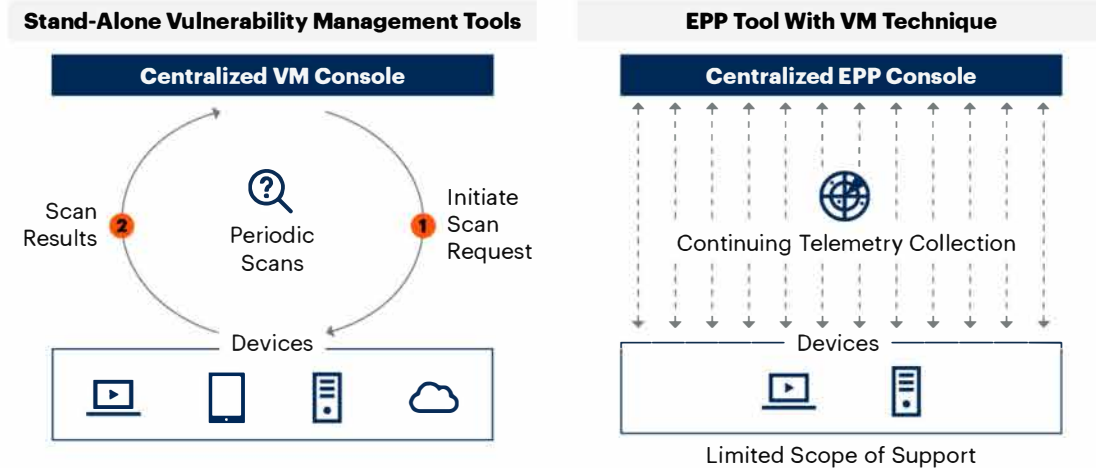 Stand-Alone Vulnerability Management Tools
Centralized VM Console
Scan
Results
2
Periodic
Scans
1
Initiate
Scan
Request
Devices
EPP Tool With VM Technique
Centralized EPP Console
Continuing Telemetry Collection
Devices
Limited Scope of Support